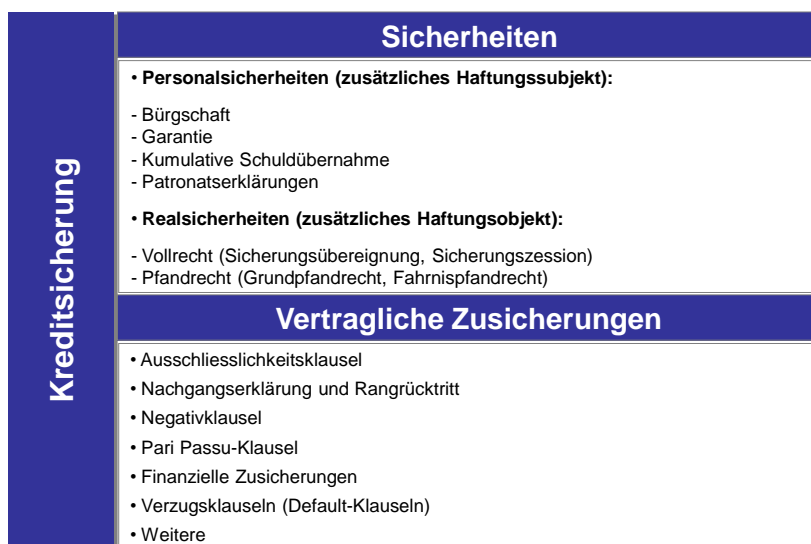 Kreditsicherung
Sicherheiten
• Personalsicherheiten (zusätzliches Haftungssubjekt):
- Bürgschaft
- Garantie
- Kumulative Schuldübernahme
- Patronatserklärungen
• Realsicherheiten (zusätzliches Haftungsobjekt):
- Vollrecht (Sicherungsübereignung, Sicherungszession)
- Pfandrecht (Grundpfandrecht, Fahrnispfandrecht)
Vertragliche Zusicherungen
• Ausschliesslichkeitsklausel
• Nachgangserklärung und Rangrücktritt
• Negativklausel
• Pari Passu-Klausel
• Finanzielle Zusicherungen
• Verzugsklauseln (Default-Klauseln)
• Weitere